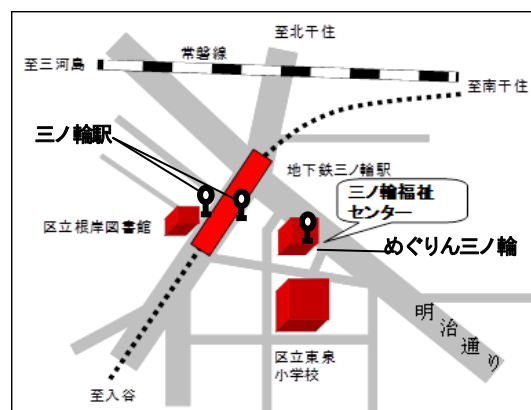 至北千住
常磐線
至三河島
至南千住
三ノ輪駅
地下鉄三ノ輪駅
三ノ輪福祉
センター
区立根岸図書館
めぐりん三ノ輪
明治通り
区立東泉
小学校
至入谷